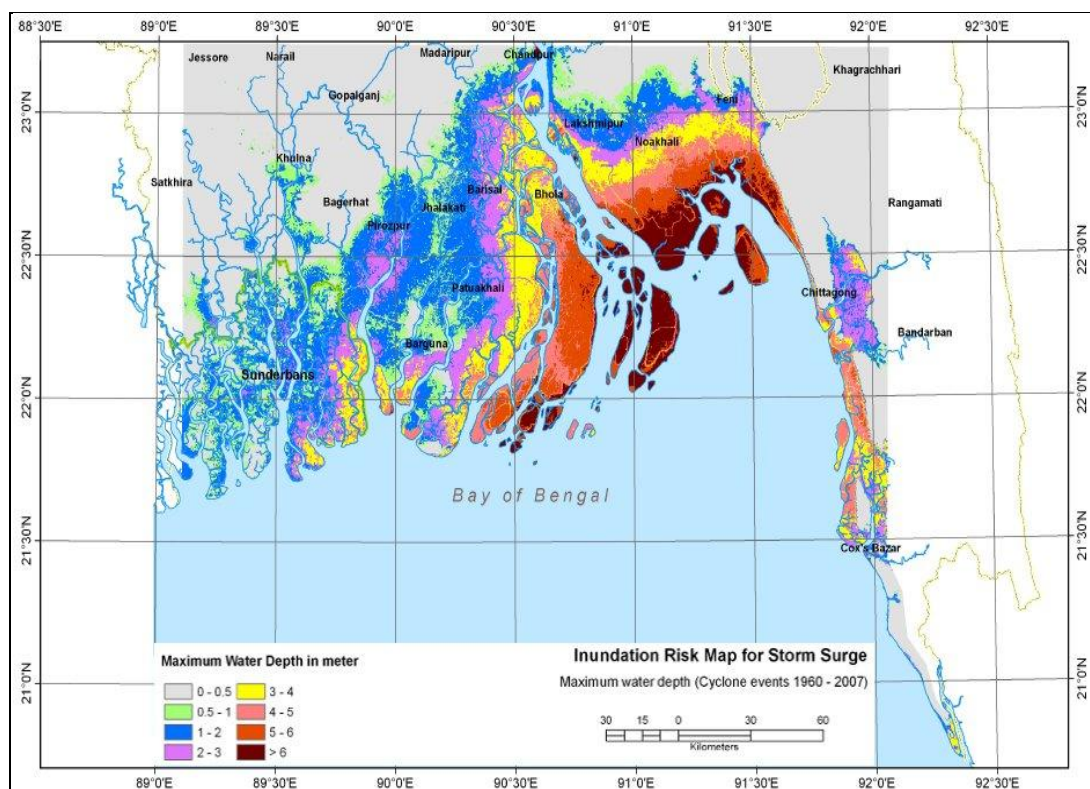 88°30'E 89°0'E 89°30'E 90°0'E 90°30'E 91°0'E 91°30'E 92°0'E 92°30'E
Jessore
Narail
Madaripur
Chandpur
Khagrachhari
Gopalganj
Feni
23°0'N
23°0'N
Lakshmipur
Noakhali
Khulna
Satkhira
Barisal
Bhola
Bagerhat
Jhalakati
Rangamati
Pirozpur
22°30'N
22°30'N
Patuakhali
Chittagong
Bandarban
Barguna
Sunderbans
22°0'N
22°0'N
Bay of Bengal
21°30'N
21°30'N
Cox's Bazar
Maximum Water Depth in meter
0 - 0.5
3 - 4
0.5 - 1
4 - 5
1 - 2
5 - 6
2 - 3
>6
Inundation Risk Map for Storm Surge
Maximum water depth (Cyclone events 1960 - 2007)
30 15 0 30 60
Kilometers
21°0'N
21°0'N
89°0'E 89°30'E 90°0'E 90°30'E 91°0'E 91°30'E 92°0'E 92°30'E